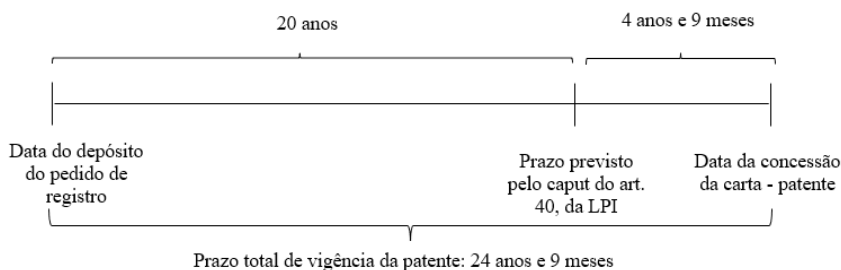 20 anos
4 anos e 9 meses
Data do depósito
do pedido de
registro
Prazo previsto
pelo caput do art.
40, da LPI
Data da concessão
da carta - patente
Prazo total de vigência da patente: 24 anos e 9 meses